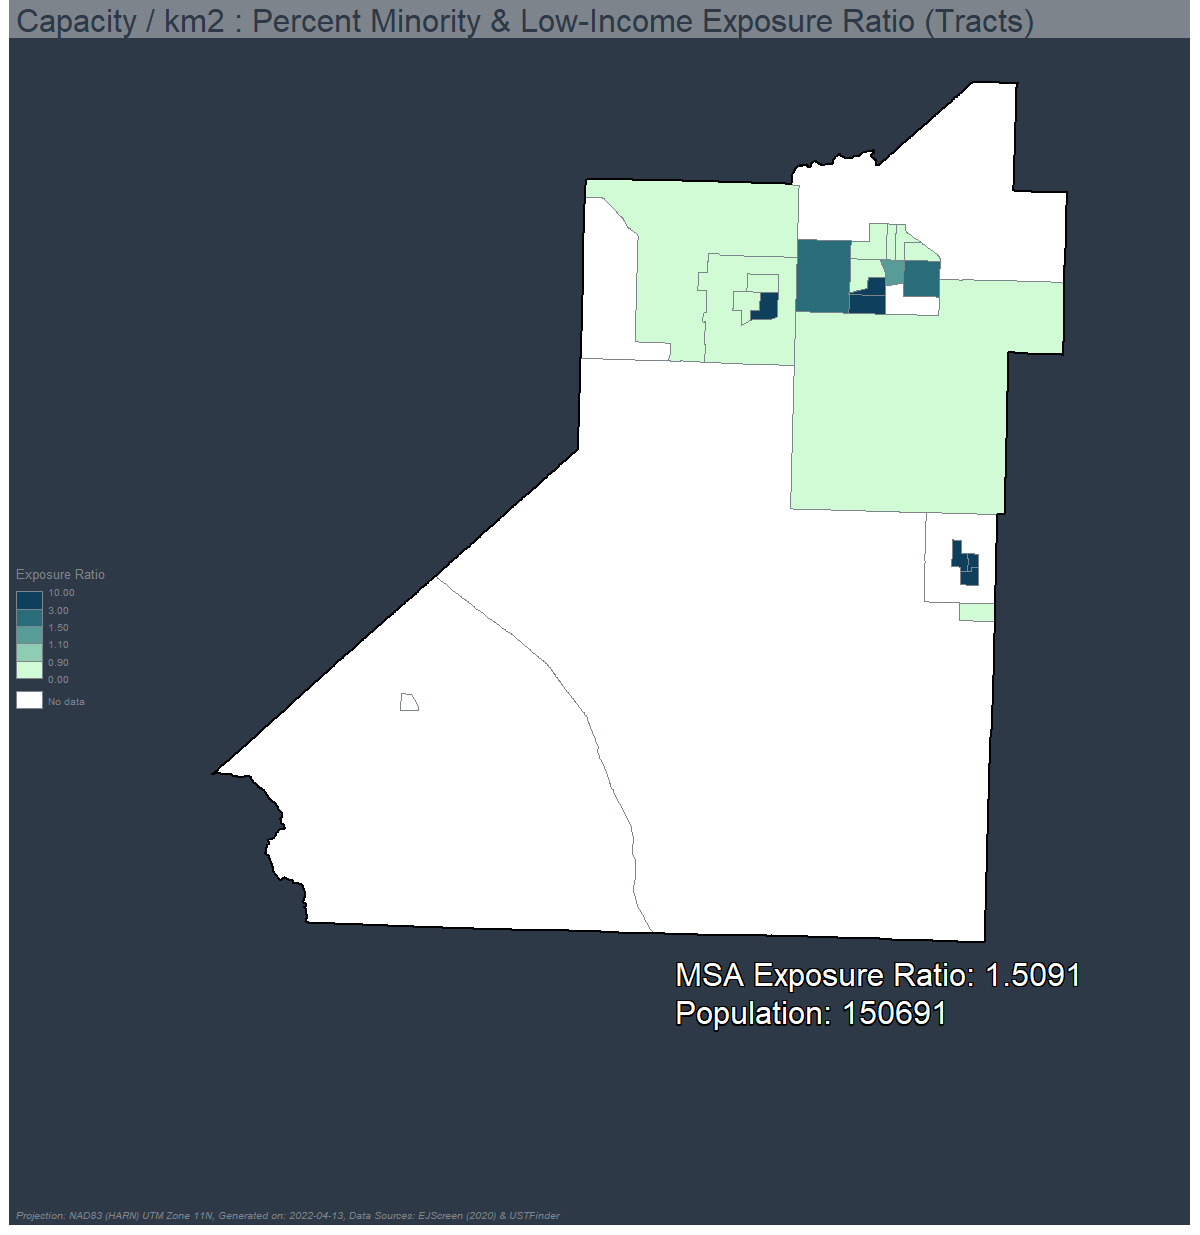 Capacity / km2 : Percent Minority & Low-Income Exposure Ratio (Tracts)
Exposure Ratio
10.00
3.00
1.50
1.10
0.90
0.00
No data
MSA Exposure Ratio: 1.5091
Population: 150691
Projection: NAD83 (HARN) UTM Zone 11N, Generated on: 2022-04-13, Data Sources: EJScreen (2020) & USTFinder